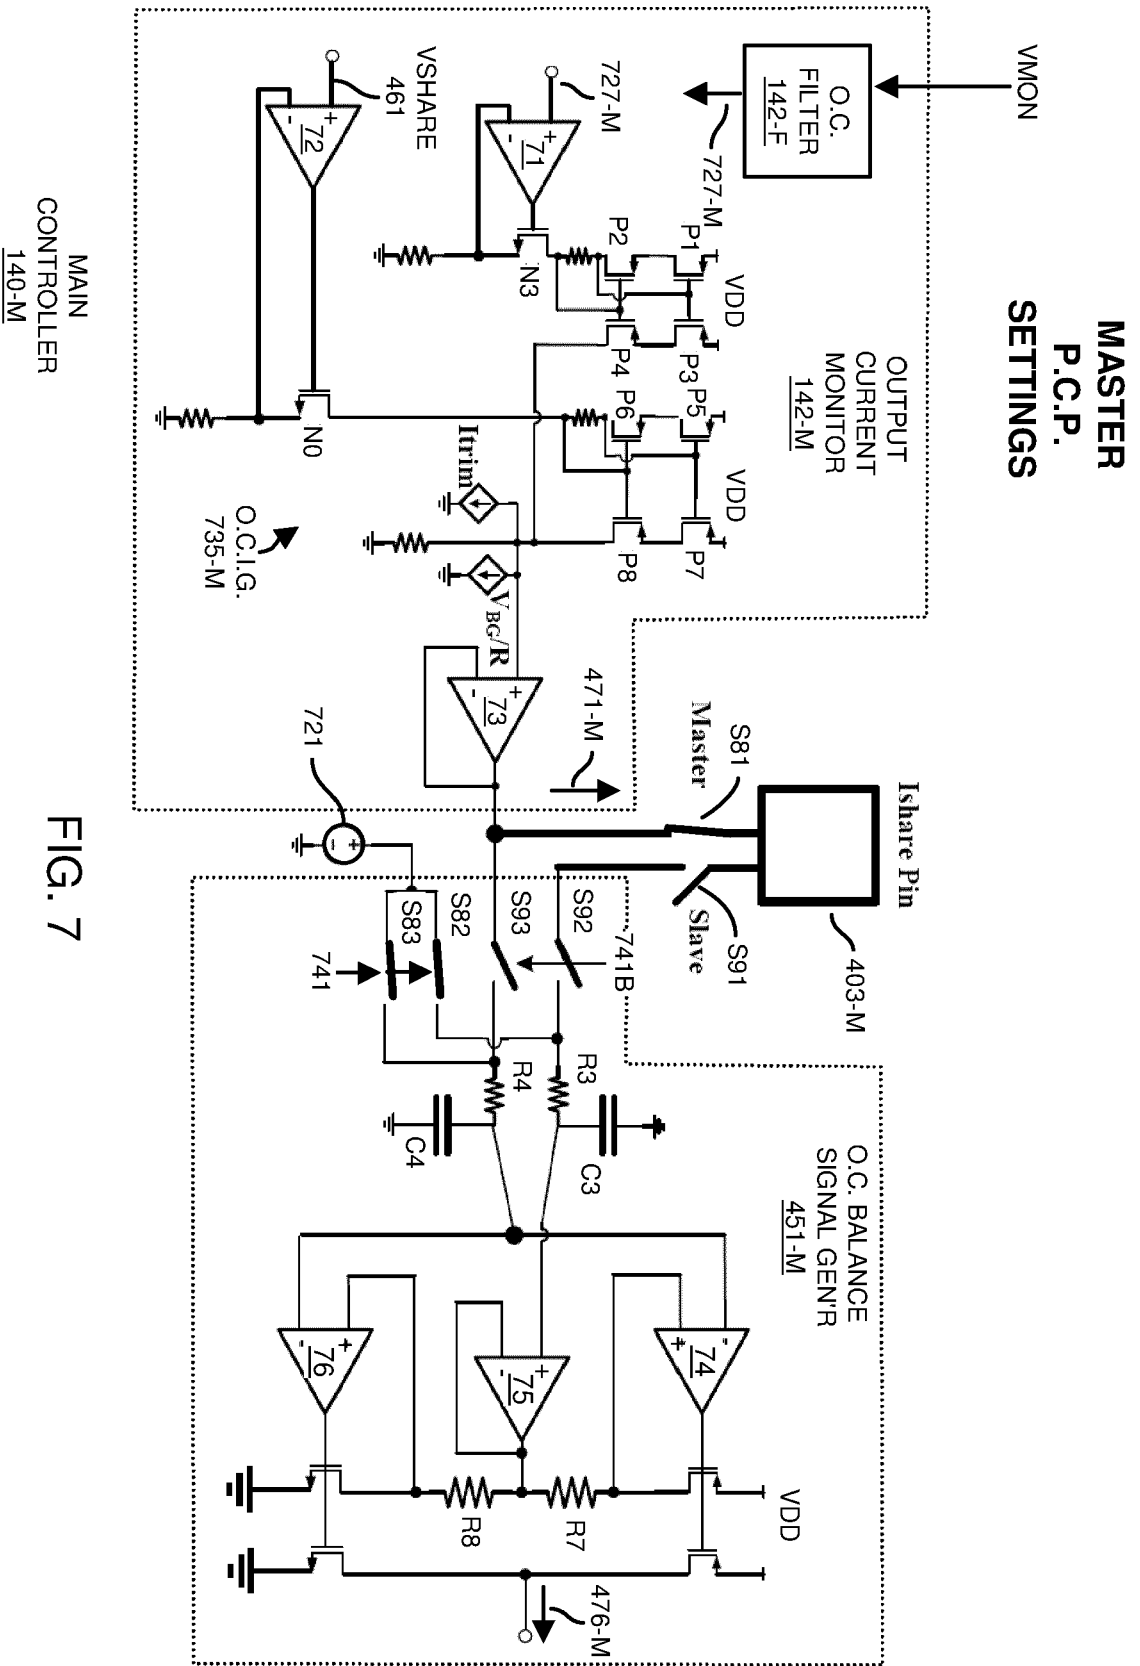 MASTER
P.C.P.
SETTINGS
VMON
O.C.
FILTER
142-F
727-M
OUTPUT
CURRENT
MONITOR
142-M
727-M
71
VSHARE
461
72
P1
P2
N3
VDD
P3
P4
P5
P6
VDD
P7
P8
N0
Itrim
VBG/R
O.C.I.G.
735-M
73
471-M
MAIN
CONTROLLER
140-M
Ishare Pin
403-M
S81
Master
S91
Slave
721
S92
S93
S82
S83
741B
741
R3
R4
C3
C4
O.C. BALANCE
SIGNAL GEN'R
451-M
74
75
76
VDD
R7
R8
476-M
+
-
+
-
+
-
+
-
-
+
+
-
+
-
FIG. 7